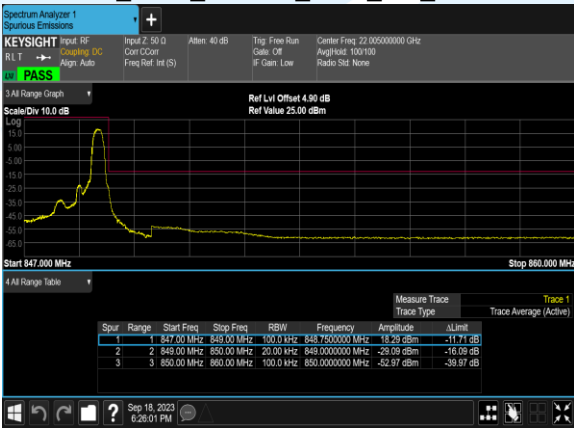 Spectrum Analyzer 1
Spurious Emissions
KEYSIGHT Input: RF Input Z: 50 Ω Atten: 40 dB Trig: Free Run Center Freq: 22.005000000 GHz
RLT Coupling: DC Corr CCorr Gate: Off Avg|Hold: 100/100
Align: Auto Freq Ref: Int (S) IF Gain: Low Radio Std: None
PASS
3 All Range Graph
Ref Lvl Offset 4.90 dB
Scale/Div 10.0 dB Ref Value 25.00 dBm
Log
15.0
5.00
-5.00
-15.0
-25.0
-35.0
-45.0
-55.0
-65.0
Start 847.000 MHz Stop 860.000 MHz
4 All Range Table
Measure Trace Trace 1
Trace Type Trace Average (Active)
Spur Range Start Freq Stop Freq RBW Frequency Amplitude ΔLimit
1 1 847.00 MHz 849.00 MHz 100.0 kHz 848.7500000 MHz 18.29 dBm -11.71 dB
2 2 849.00 MHz 850.00 MHz 20.00 kHz 849.0000000 MHz -29.09 dBm -16.09 dB
3 3 850.00 MHz 860.00 MHz 100.0 kHz 850.0000000 MHz -52.97 dBm -39.97 dB
?
Sep 18, 2023
6:26:01 PM